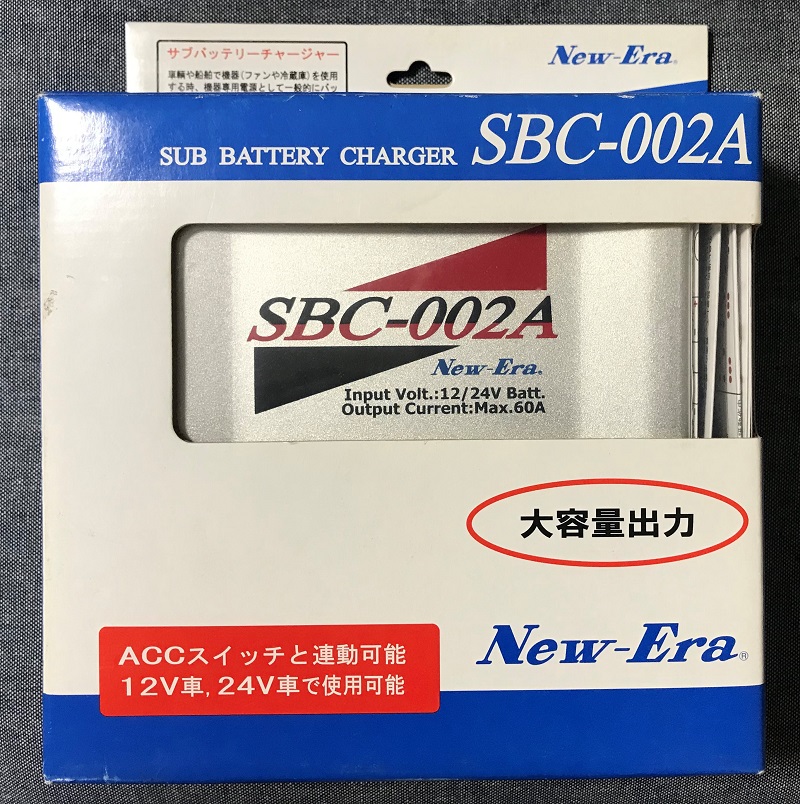 サブバッテリーチャージャー
New-Era®
車輌や船舶で機器(ファンや冷蔵庫)を使用
する時、機器専用電源として一般的にバッ
SUB BATTERY CHARGER SBC-002A
SBC-002A
New-Era®
Input Volt.:12/24V Batt.
Output Current:Max.60A
大容量出力
ACCスイッチと連動可能
12V車,24V車で使用可能
New-Era®